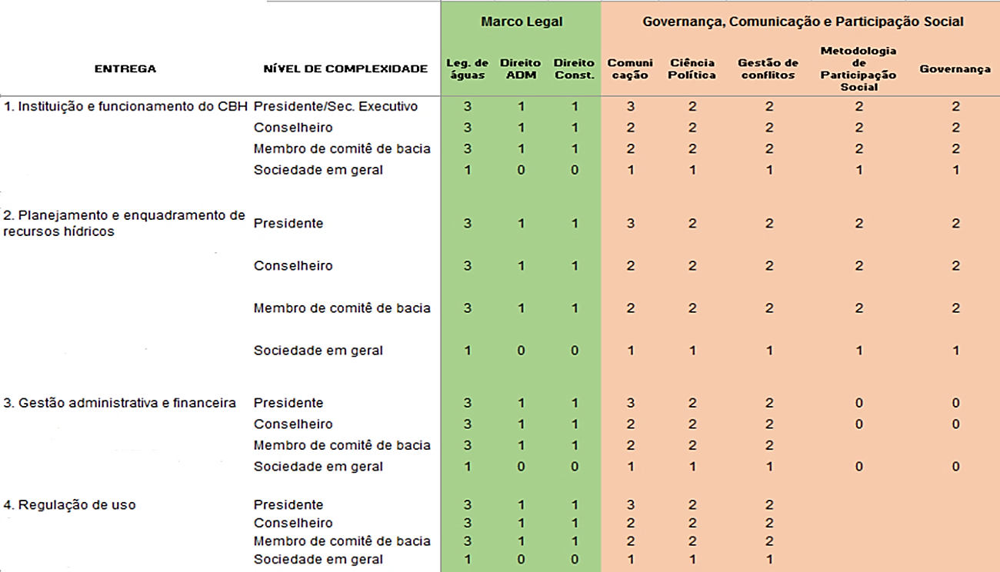 Marco Legal Governança, Comunicação e Participação Social
ENTREGA NÍVEL DE COMPLEXIDADE Leg. de águas Direito ADM Direito Const. Comuni cação Ciência Política Gestão de conflitos Metodologia de Participação Social Governança
1. Instituição e funcionamento do CBH Presidente/Sec. Executivo 3 1 1 3 2 2 2 2
Conselheiro 3 1 1 2 2 2 2 2
Membro de comitê de bacia 3 1 1 2 2 2 2 2
Sociedade em geral 1 0 0 1 1 1 1 1
2. Planejamento e enquadramento de
recursos hídricos Presidente 3 1 1 3 2 2 2 2
Conselheiro 3 1 1 2 2 2 2 2
Membro de comitê de bacia 3 1 1 2 2 2 2 2
Sociedade em geral 1 0 0 1 1 1 1 1
3. Gestão administrativa e financeira Presidente 3 1 1 3 2 2 0 0
Conselheiro 3 1 1 2 2 2 0 0
Membro de comitê de bacia 3 1 1 2 2 2
Sociedade em geral 1 0 0 1 1 1 0 0
4. Regulação de uso Presidente 3 1 1 3 2 2
Conselheiro 3 1 1 2 2 2
Membro de comitê de bacia 3 1 1 2 2 2
Sociedade em geral 1 0 0 1 1 1